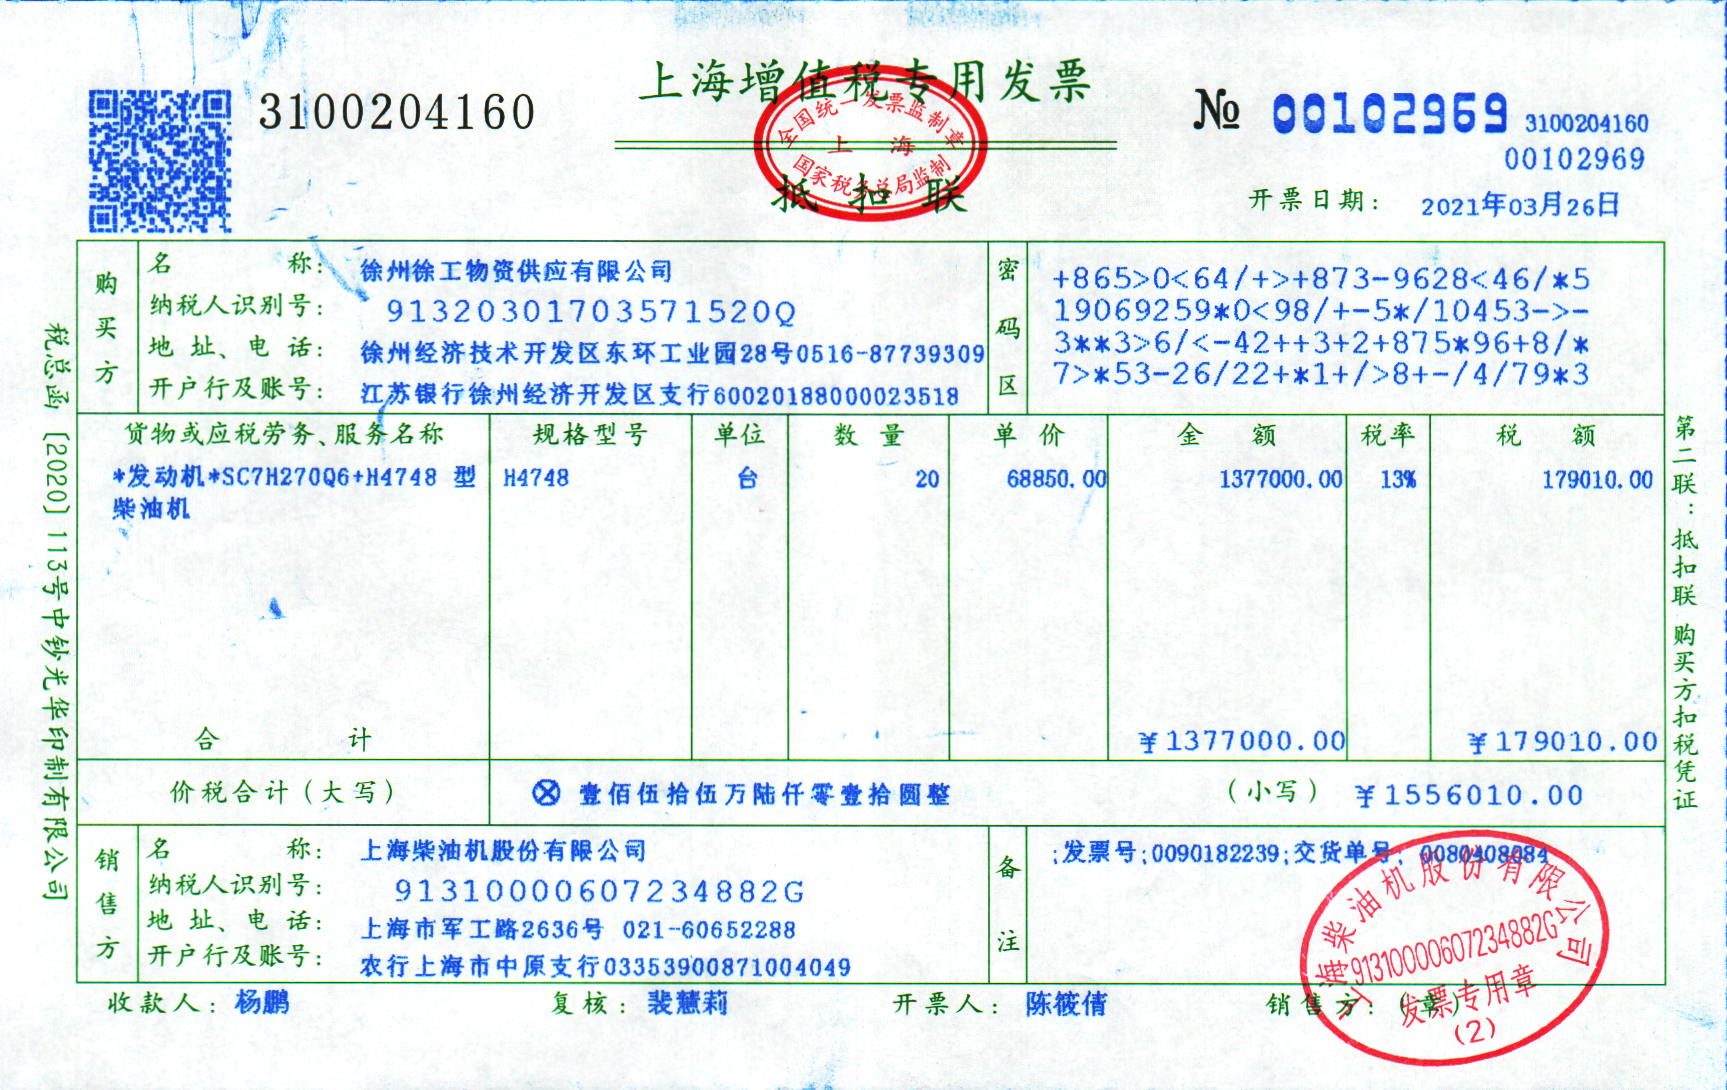 上海增值税专用发票
3100204160
№ 00102969
3100204160
00102969
全国统一发票监制章
上海
国家税务总局监制
抵扣联
开票日期: 2021年03月26日
购买方
名称: 徐州徐工物资供应有限公司
纳税人识别号: 91320301703571520Q
地址、电话: 徐州经济技术开发区东环工业园28号0516-87739309
开户行及账号: 江苏银行徐州经济开发区支行60020188000023518
密码区
+865>0<64/+>+873-9628<46/*5
19069259*0<98/+-5*/10453->-
3**3>6/<-42++3+2+875*96+8/*
7>*53-26/22+*1+/>8+-/4/79*3
货物或应税劳务、服务名称 规格型号 单位 数量 单价 金额 税率 税额
*发动机*SC7H270Q6+H4748 型 H4748 台 20 68850.00 1377000.00 13% 179010.00
柴油机
合计 ¥1377000.00 ¥179010.00
价税合计(大写) ⊗ 壹佰伍拾伍万陆仟零壹拾圆整 (小写) ¥1556010.00
销售方
名称: 上海柴油机股份有限公司
纳税人识别号: 91310000607234882G
地址、电话: 上海市军工路2636号 021-60652288
开户行及账号: 农行上海市中原支行03353900871004049
备注
;发票号;0090182239;交货单号; 0080408084
收款人: 杨鹏 复核: 裴慧莉 开票人: 陈筱倩 销售方:(章)
上海柴油机股份有限公司
91310000607234882G
发票专用章
(2)
税总函〔2020〕113号中钞光华印制有限公司
第二联:抵扣联 购买方扣税凭证